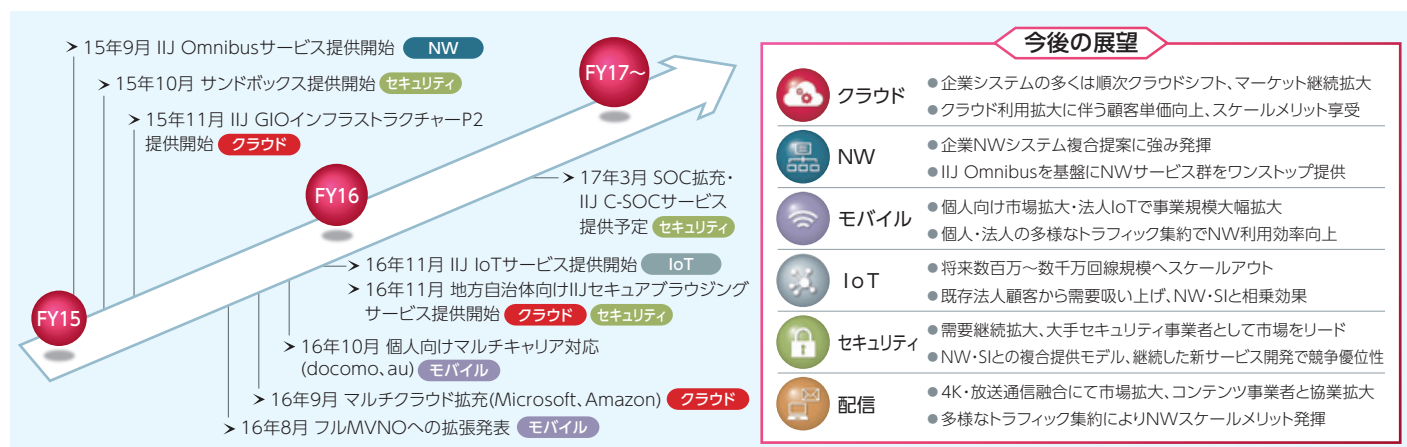 ➤ 15年9月 IIJ Omnibusサービス提供開始 NW
➤ 15年10月 サンドボックス提供開始 セキュリティ
➤ 15年11月 IIJ GIOインフラストラクチャーP2
提供開始 クラウド
FY17～
FY16
FY15
➤ 17年3月 SOC拡充・
IIJ C-SOCサービス
提供予定 セキュリティ
➤ 16年11月 IIJ IoTサービス提供開始 IoT
➤ 16年11月 地方自治体向けIIJセキュアブラウジング
サービス提供開始 クラウド セキュリティ
➤ 16年10月 個人向けマルチキャリア対応
(docomo、au) モバイル
➤ 16年9月 マルチクラウド拡充(Microsoft、Amazon) クラウド
➤ 16年8月 フルMVNOへの拡張発表 モバイル
今後の展望
クラウド
●企業システムの多くは順次クラウドシフト、マーケット継続拡大
●クラウド利用拡大に伴う顧客単価向上、スケールメリット享受
NW
●企業NWシステム複合提案に強み発揮
●IIJ Omnibusを基盤にNWサービス群をワンストップ提供
モバイル
●個人向け市場拡大・法人IoTで事業規模大幅拡大
●個人・法人の多様なトラフィック集約でNW利用効率向上
IoT
●将来数百万～数千万回線規模へスケールアウト
●既存法人顧客から需要吸い上げ、NW・SIと相乗効果
セキュリティ
●需要継続拡大、大手セキュリティ事業者として市場をリード
●NW・SIとの複合提供モデル、継続した新サービス開発で競争優位性
配信
●4K・放送通信融合にて市場拡大、コンテンツ事業者と協業拡大
●多様なトラフィック集約によりNWスケールメリット発揮